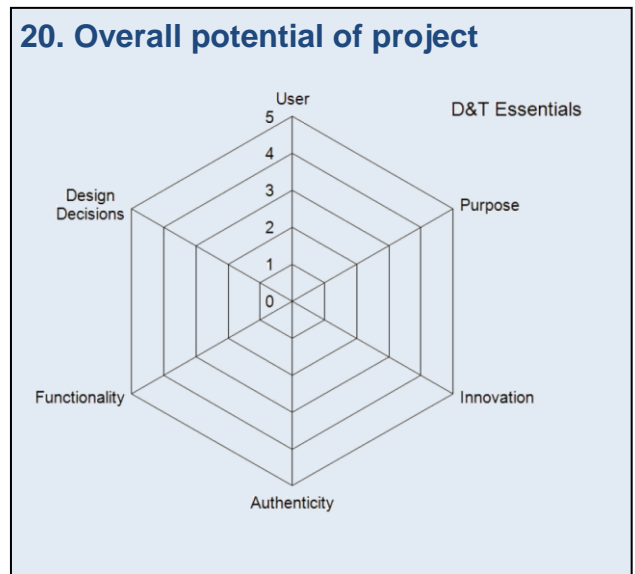 20. Overall potential of project
User
D&T Essentials
5
4
3
2
1
0
Design
Decisions
Purpose
Functionality
Innovation
Authenticity